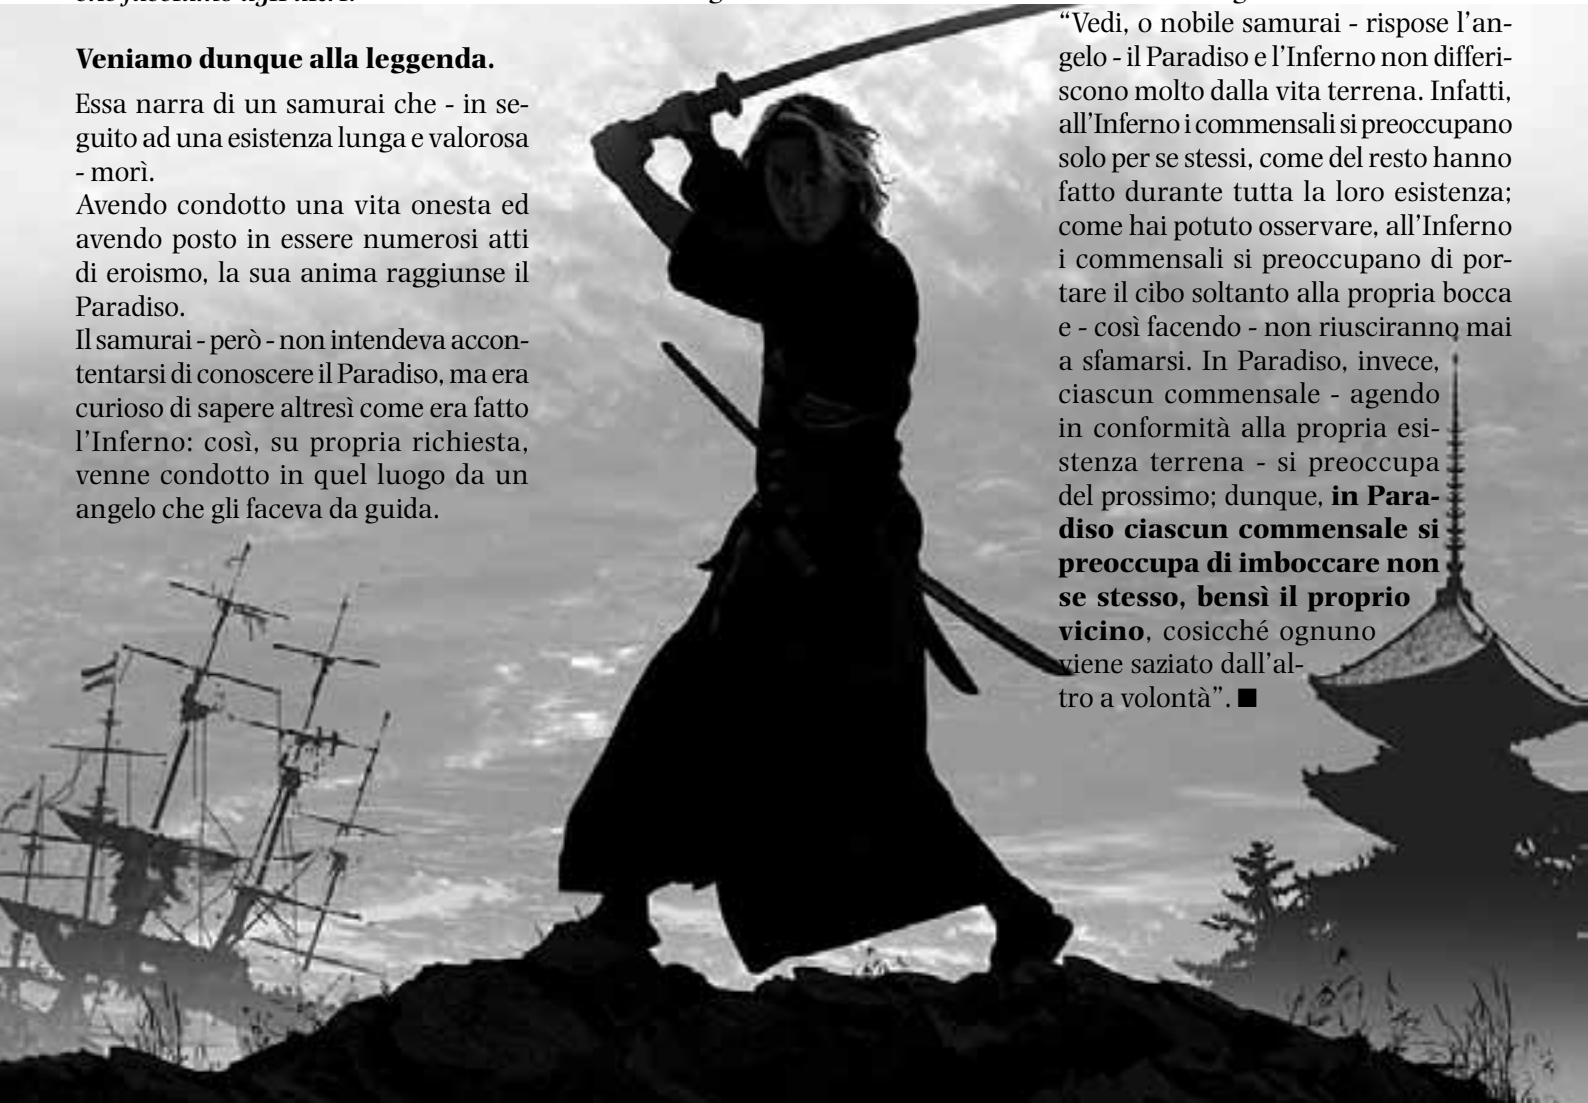 Veniamo dunque alla leggenda.
Essa narra di un samurai che - in se-
guito ad una esistenza lunga e valorosa
- morì.
Avendo condotto una vita onesta ed
avendo posto in essere numerosi atti
di eroismo, la sua anima raggiunse il
Paradiso.
Il samurai - però - non intendeva accon-
tentarsi di conoscere il Paradiso, ma era
curioso di sapere altresì come era fatto
l’Inferno: così, su propria richiesta,
venne condotto in quel luogo da un
angelo che gli faceva da guida.
“Vedi, o nobile samurai - rispose l’an-
gelo - il Paradiso e l’Inferno non differi-
scono molto dalla vita terrena. Infatti,
all’Inferno i commensali si preoccupano
solo per se stessi, come del resto hanno
fatto durante tutta la loro esistenza;
come hai potuto osservare, all’Inferno
i commensali si preoccupano di por-
tare il cibo soltanto alla propria bocca
e - così facendo - non riusciranno mai
a sfamarsi. In Paradiso, invece,
ciascun commensale - agendo
in conformità alla propria esi-
stenza terrena - si preoccupa
del prossimo; dunque, in Para-
diso ciascun commensale si
preoccupa di imboccare non
se stesso, bensì il proprio
vicino, cosicché ognuno
viene saziato dall’al-
tro a volontà”. ■